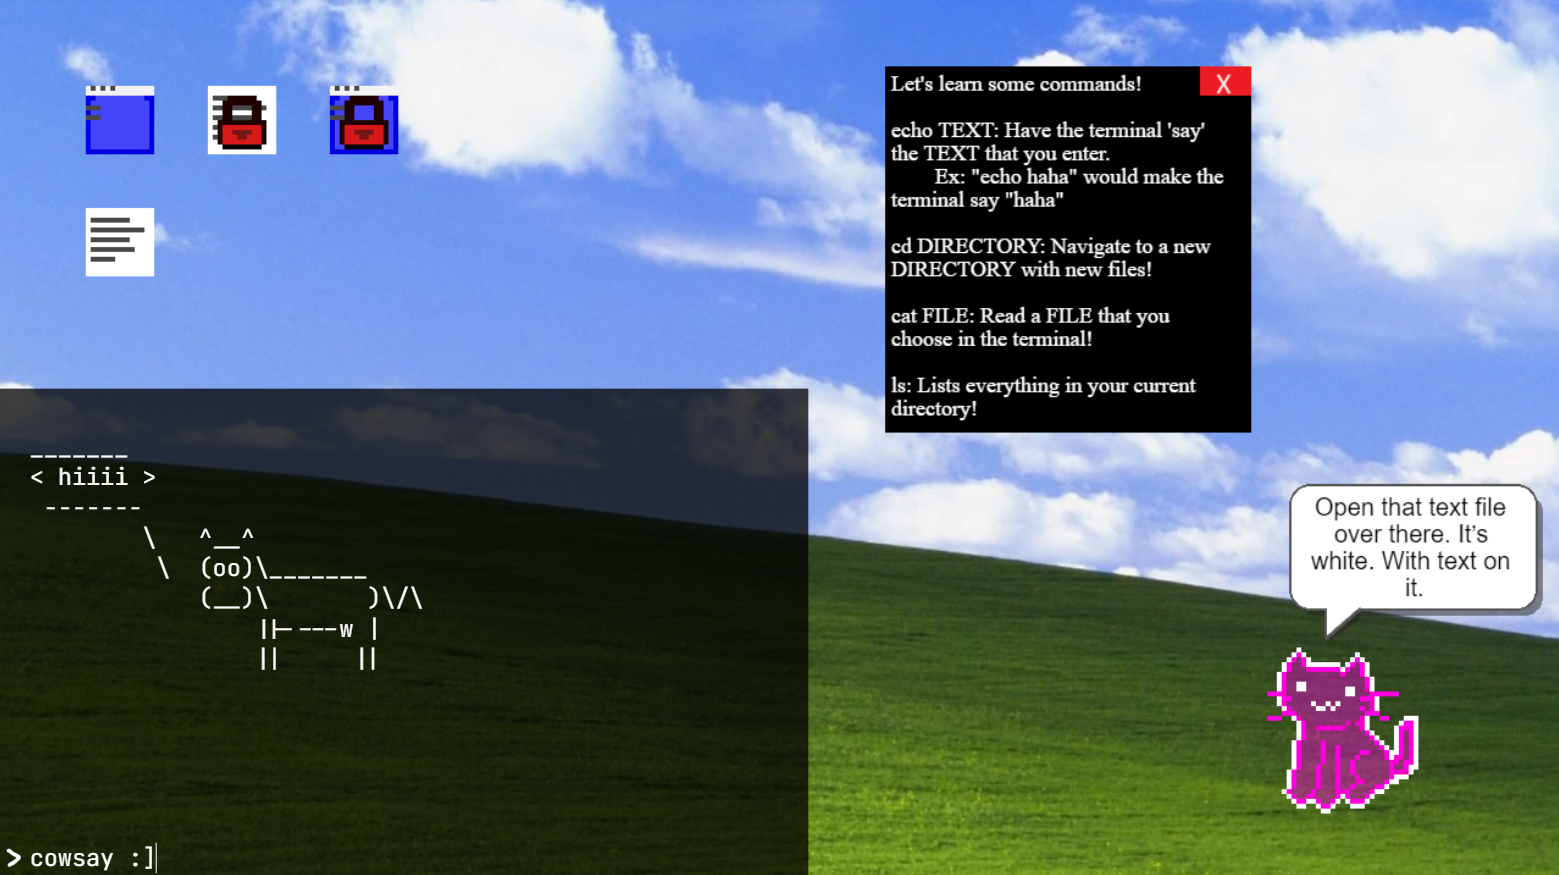 Let's learn some commands!
X
echo TEXT: Have the terminal 'say'
the TEXT that you enter.
Ex: "echo haha" would make the
terminal say "haha"
cd DIRECTORY: Navigate to a new
DIRECTORY with new files!
cat FILE: Read a FILE that you
choose in the terminal!
ls: Lists everything in your current
directory!
_______
< hiiii >
-------
\   ^__^
\  (oo)\_______
(__)\       )\/\
||----w |
||     ||
Open that text file
over there. It's
white. With text on
it.
> cowsay :]